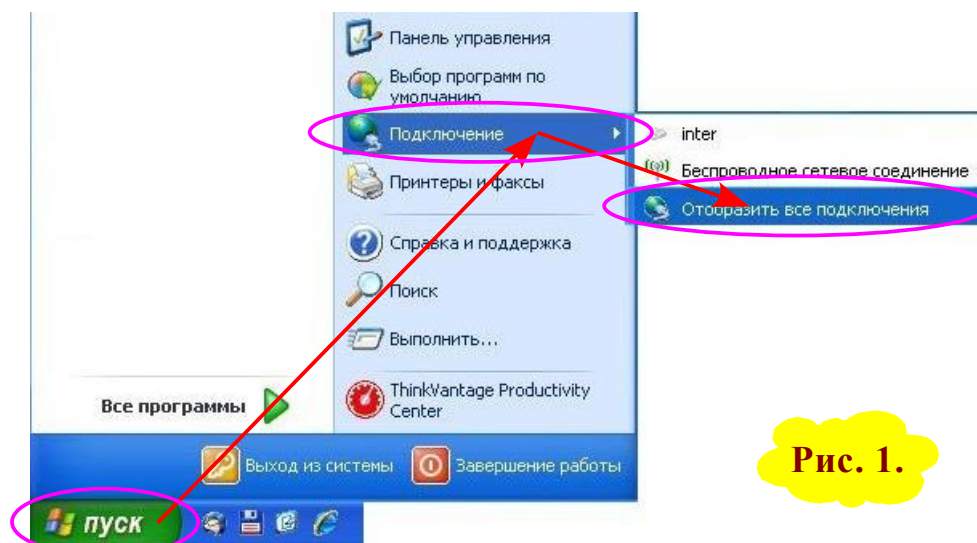 Панель управления
Выбор программ по
умолчанию
Подключение
inter
Беспроводное сетевое соединение
Отобразить все подключения
Принтеры и факсы
Справка и поддержка
Поиск
Выполнить...
ThinkVantage Productivity
Center
Все программы
Выход из системы
Завершение работы
Рис. 1.
пуск